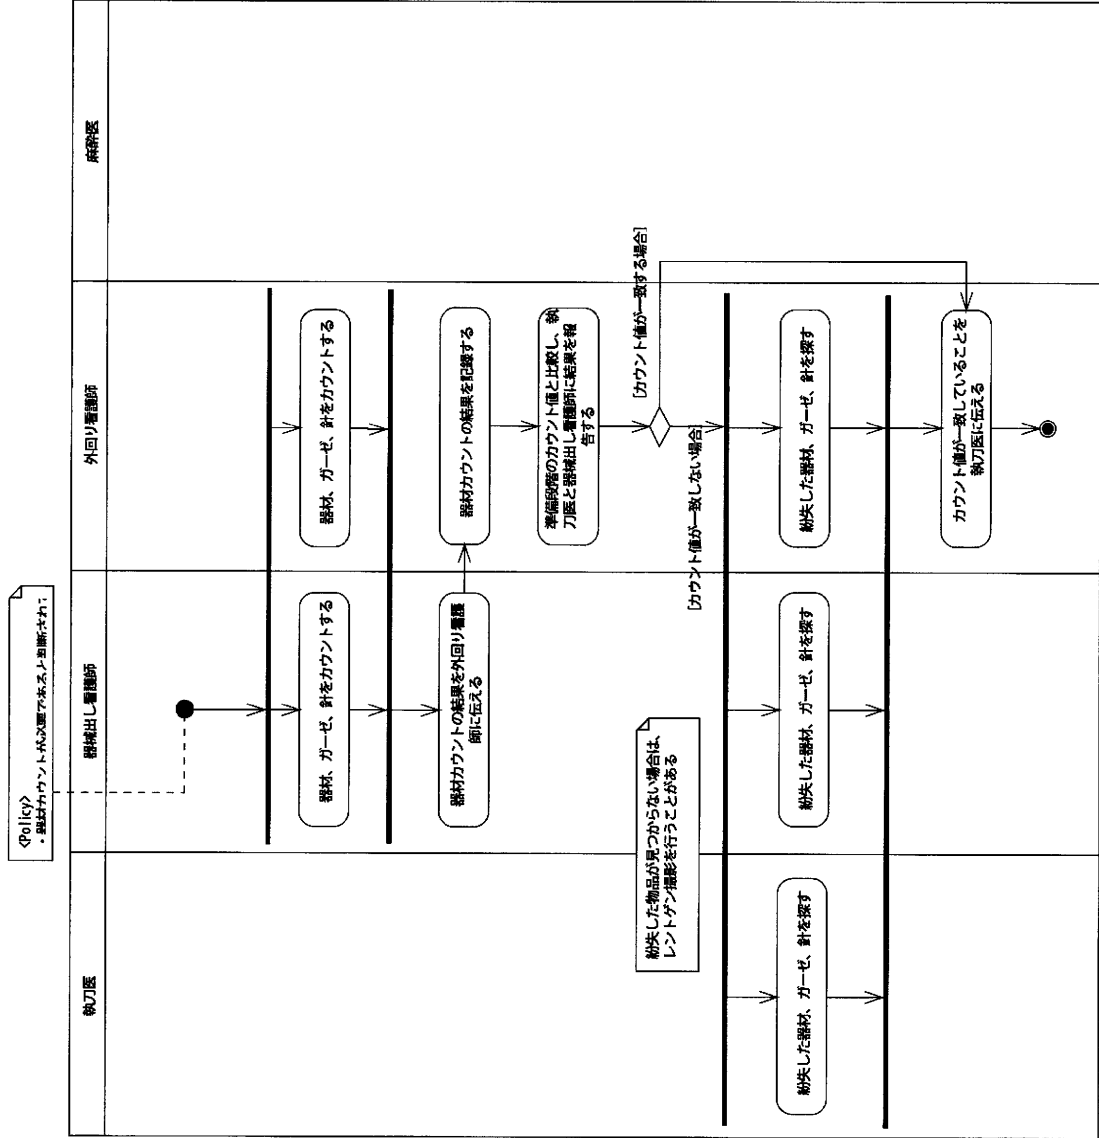 <Policy>
・器材カウントが必要であると判断され
執刀医
器械出し看護師
外回り看護師
麻酔医
器材、ガーゼ、針をカウントする
器材、ガーゼ、針をカウントする
器材カウントの結果を外回り看護
師に伝える
器材カウントの結果を記録する
準備段階のカウント値と比較し、執
刀医と器械出し看護師に結果を報
告する
[カウント値が一致する場合]
[カウント値が一致しない場合]
紛失した物品が見つからない場合は、
レントゲン撮影を行うことがある
紛失した器材、ガーゼ、針を探す
紛失した器材、ガーゼ、針を探す
紛失した器材、ガーゼ、針を探す
カウント値が一致していることを
執刀医に伝える